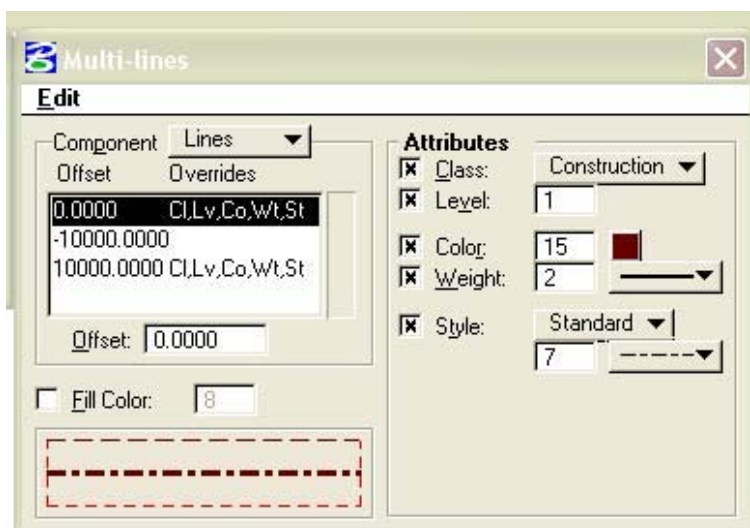 Multi-lines
Edit
Component Lines
Offset Overrides
0.0000 Cl,Lv,Co,Wt,St
-10000.0000
10000.0000 Cl,Lv,Co,Wt,St
Offset: 0.0000
Fill Color: 8
Attributes
Class: Construction
Level: 1
Color: 15
Weight: 2
Style: Standard
7